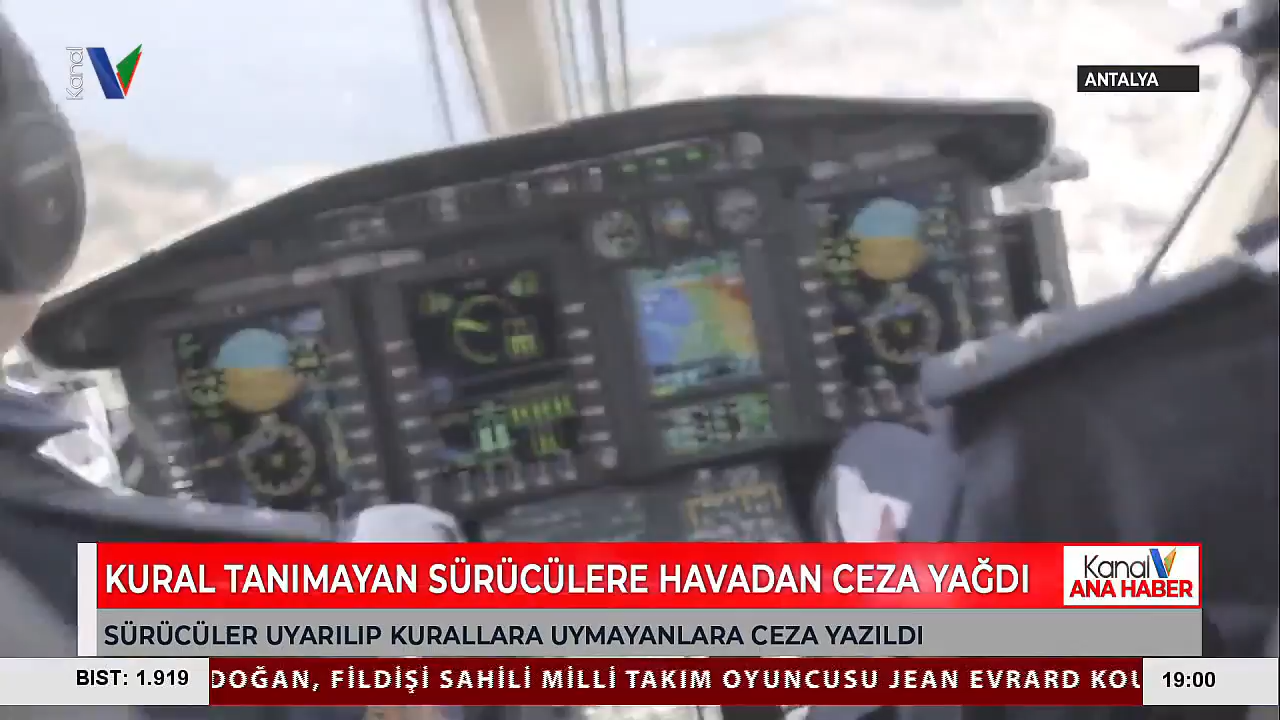 Kanal V
ANTALYA
KURAL TANIMAYAN SÜRÜCÜLERE HAVADAN CEZA YAĞDI
Kanal V
ANA HABER
SÜRÜCÜLER UYARILIP KURALLARA UYMAYANLARA CEZA YAZILDI
BIST: 1.919
DOĞAN, FİLDİŞİ SAHİLİ MİLLİ TAKIM OYUNCUSU JEAN EVRARD KOU
19:00